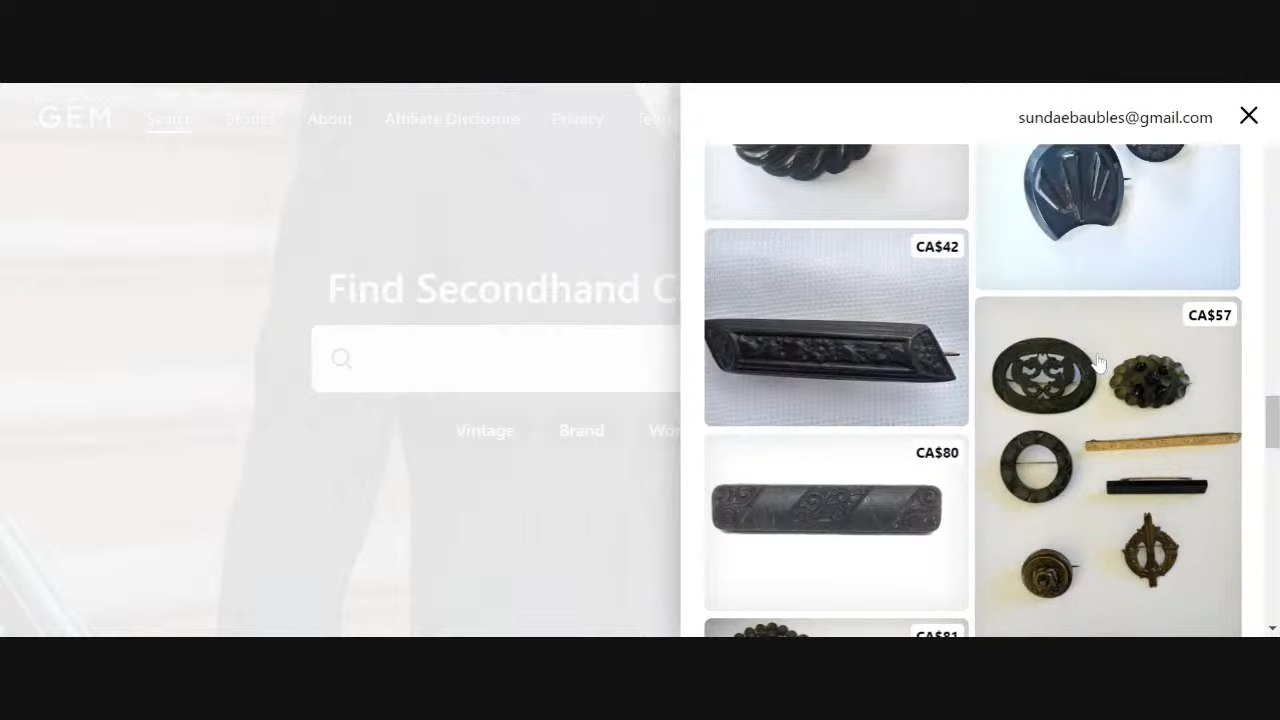 GEM Search Stories About Affiliate Disclosure Privacy
sundaebaubles@gmail.com
Find Secondhand
Vintage Brand
CA$42
CA$57
CA$80
CA$81